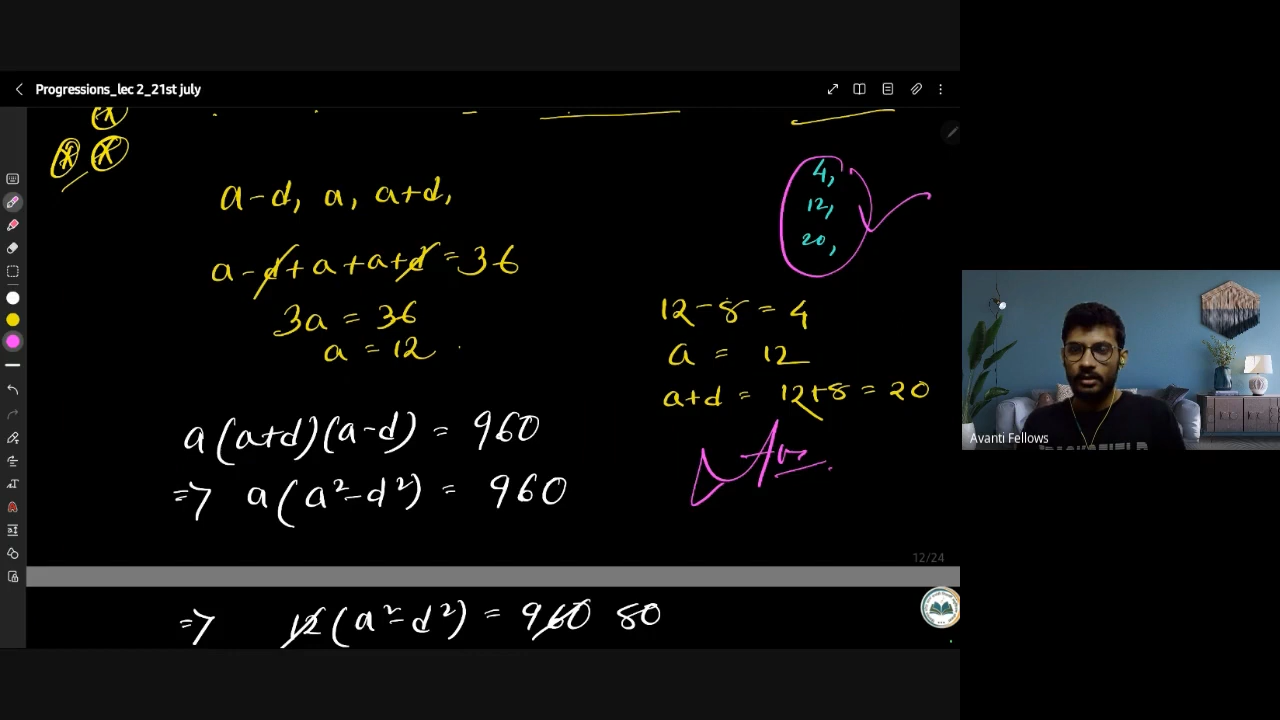 Progressions_lec 2_21st july
a-d, a, a+d,
a-d+a+a+d=36
3a = 36
a = 12
a(a+d)(a-d) = 960
=> a(a²-d²) = 960
4,
12,
20,
12-8 = 4
a = 12
a+d = 12+8 = 20
Ans
12/24
=> 12(a²-d²) = 960 80
Avanti Fellows